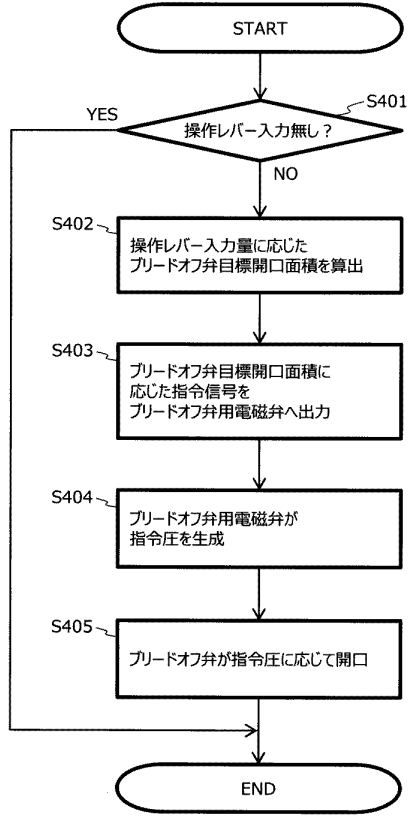 START
S401
YES
操作レバー入力無し？
NO
S402
操作レバー入力量に応じた
ブリードオフ弁目標開口面積を算出
S403
ブリードオフ弁目標開口面積に
応じた指令信号を
ブリードオフ弁用電磁弁へ出力
S404
ブリードオフ弁用電磁弁が
指令圧を生成
S405
ブリードオフ弁が指令圧に応じて開口
END